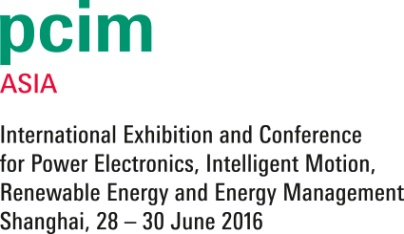 pcim
ASIA
International Exhibition and Conference
for Power Electronics, Intelligent Motion,
Renewable Energy and Energy Management
Shanghai, 28 – 30 June 2016